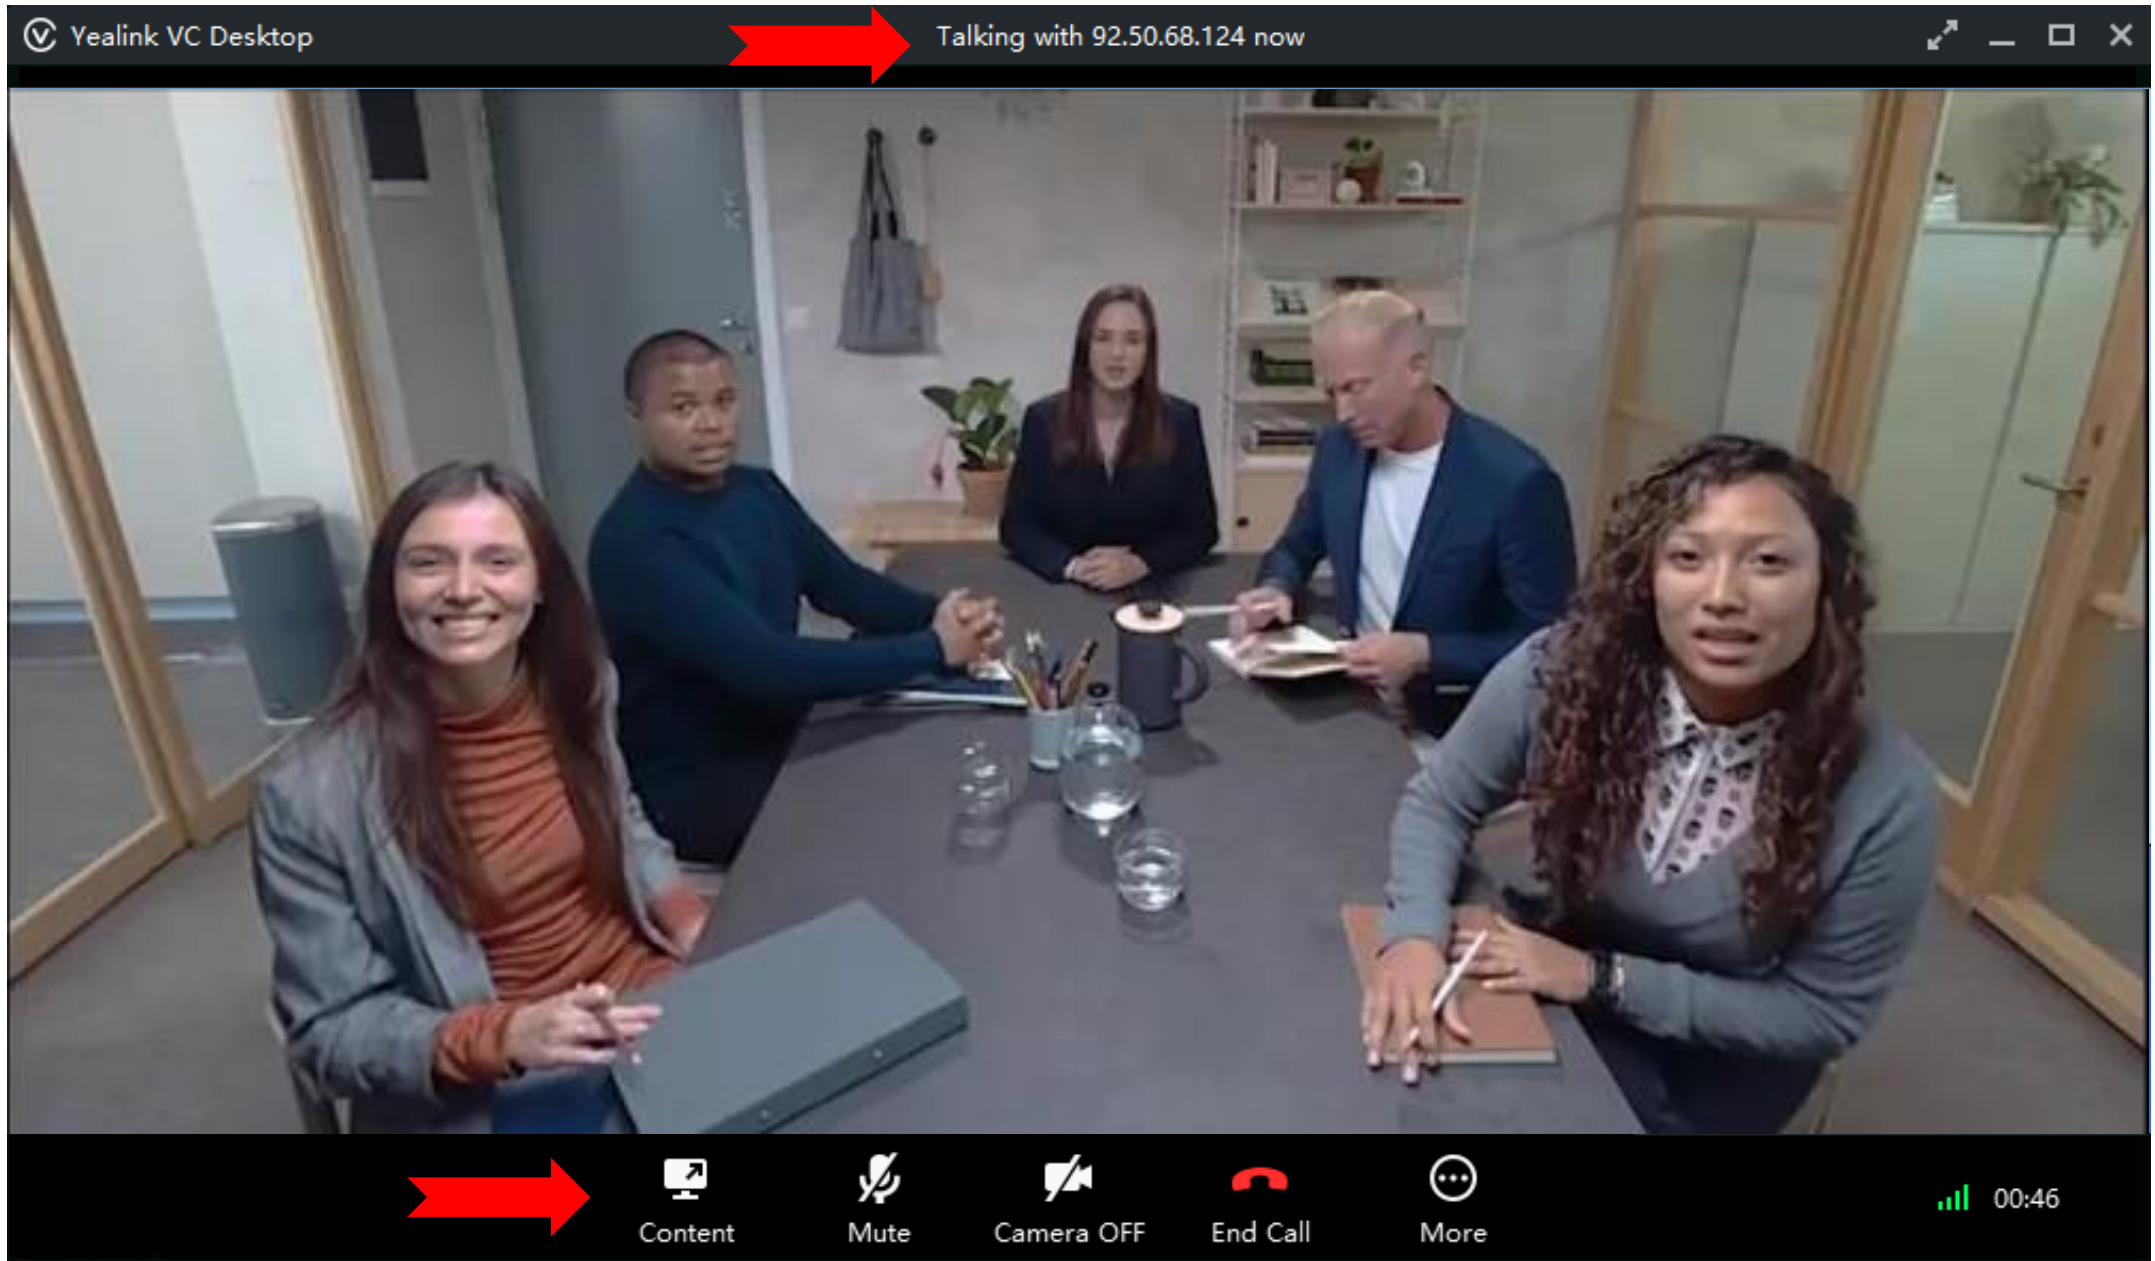 Yealink VC Desktop
Talking with 92.50.68.124 now
Content
Mute
Camera OFF
End Call
More
00:46